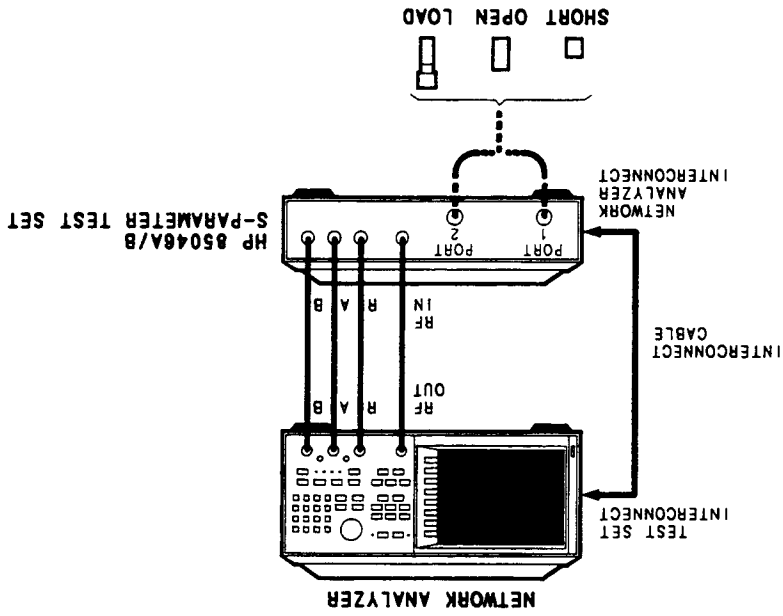 NETWORK ANALYZER
TEST SET
INTERCONNECT
RF
OUT
R
A
B
INTERCONNECT
CABLE
RF
IN
R
A
B
PORT
1
PORT
2
HP 85046A/B
S-PARAMETER TEST SET
NETWORK
ANALYZER
INTERCONNECT
SHORT OPEN LOAD